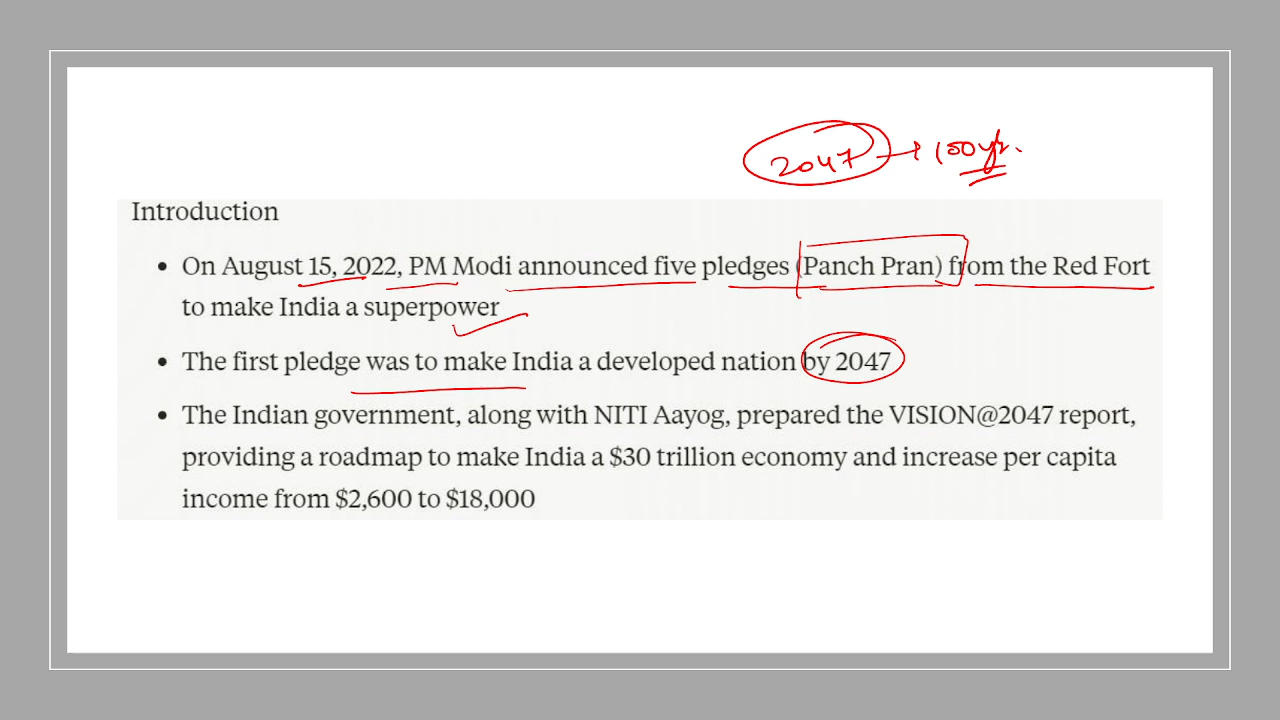 2047 → 100 yr.
Introduction
• On August 15, 2022, PM Modi announced five pledges (Panch Pran) from the Red Fort
to make India a superpower
• The first pledge was to make India a developed nation by 2047
• The Indian government, along with NITI Aayog, prepared the VISION@2047 report,
providing a roadmap to make India a $30 trillion economy and increase per capita
income from $2,600 to $18,000